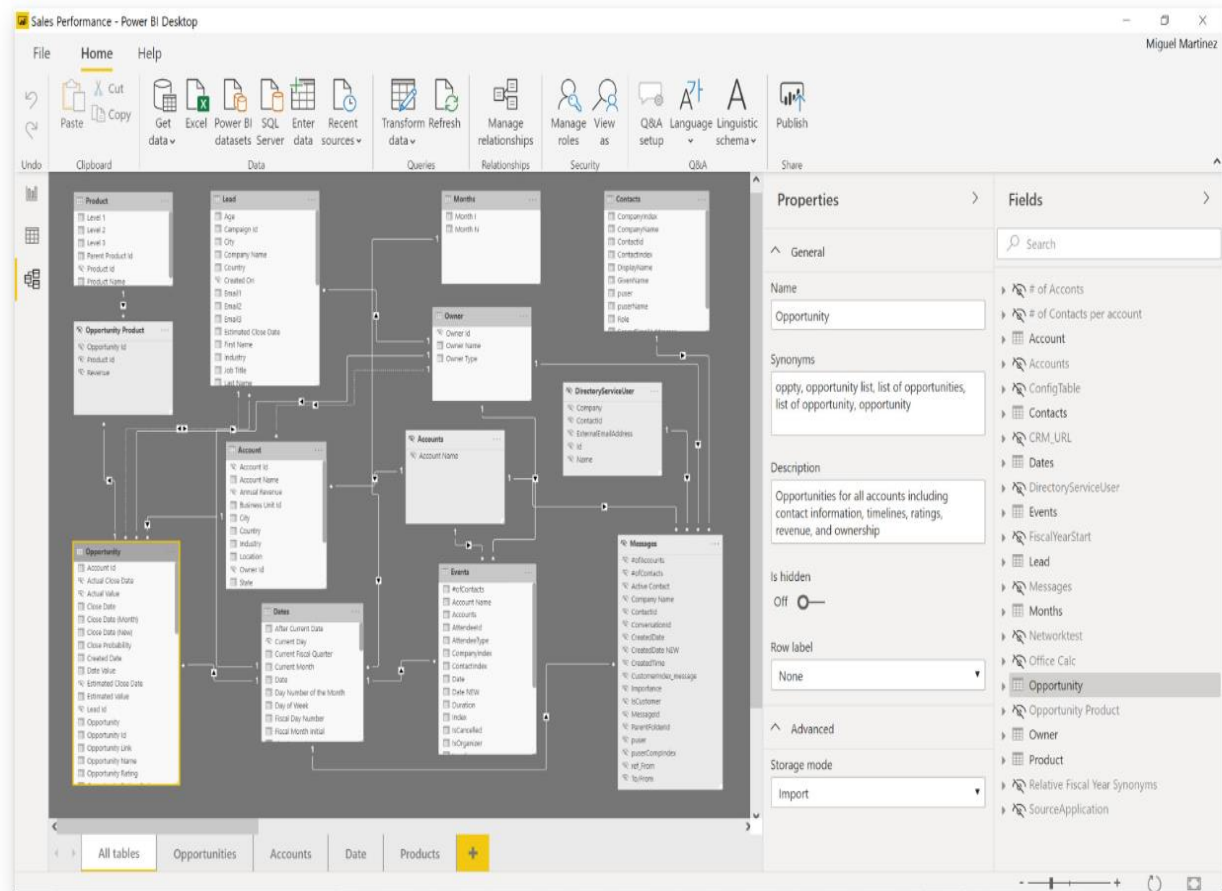 Sales Performance - Power BI Desktop
Miguel Martinez
File Home Help
Cut
Copy
Paste
Get data
Excel
Power BI datasets
SQL Server
Enter data
Recent sources
Transform data
Refresh
Manage relationships
Manage roles
View as
Q&A setup
Language
Linguistic schema
Publish
Undo Clipboard Data Queries Relationships Security Q&A Share
Product
Level 1
Level 2
Level 3
Parent Product Id
Product Id
Product Name
Lead
Age
Campaign Id
City
Company Name
Country
Created On
Email1
Email2
Email3
Estimated Close Date
First Name
Industry
Job Title
Last Name
Months
Contacts
CompanyIndex
CompanyName
ContactId
ContactIndex
DisplayName
GivenName
puser
puserName
Role
Opportunity Product
Opportunity Id
Product Id
Revenue
Owner
Owner Id
Owner Name
Owner Type
DirectoryServiceUser
Company
ContactId
ExternalEmailAddress
Id
Name
Account
Account Id
Account Name
Annual Revenue
Business Unit Id
City
Country
Industry
Location
Owner Id
State
Accounts
Account Name
Opportunity
Account Id
Actual Close Date
Actual Value
Close Date
Close Date (Month)
Close Date (New)
Close Probability
Created Date
Date Value
Estimated Close Date
Estimated Value
Lead Id
Opportunity
Opportunity Id
Opportunity Link
Opportunity Name
Opportunity Rating
Dates
After Current Date
Current Day
Current Fiscal Quarter
Current Month
Date
Day Number of the Month
Day of Week
Fiscal Day Number
Fiscal Month Initial
Events
#ofContacts
Account Name
Accounts
AttendeeId
AttendeeType
CompanyIndex
ContactIndex
Date
Date NEW
Duration
Index
IsCancelled
IsOrganizer
Messages
#ofAccounts
#ofContacts
Active Contact
Company Name
ContactId
ConversationId
CreatedDate
CreatedDate NEW
CreatedTime
CustomerIndex_message
Importance
IsCustomer
MessageId
ParentFolderId
puser
puserCompIndex
ref_From
To/From
All tables Opportunities Accounts Date Products +
Properties
General
Name
Opportunity
Synonyms
oppty, opportunity list, list of opportunities,
list of opportunity, opportunity
Description
Opportunities for all accounts including
contact information, timelines, ratings,
revenue, and ownership
Is hidden
Off
Row label
None
Advanced
Storage mode
Import
Fields
Search
# of Acconts
# of Contacts per account
Account
Accounts
ConfigTable
Contacts
CRM_URL
Dates
DirectoryServiceUser
Events
FiscalYearStart
Lead
Messages
Months
Networktest
Office Calc
Opportunity
Opportunity Product
Owner
Product
Relative Fiscal Year Synonyms
SourceApplication